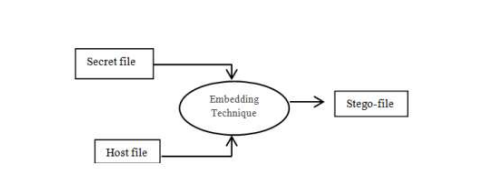 Secret file
Embedding
Technique
Stego-file
Host file